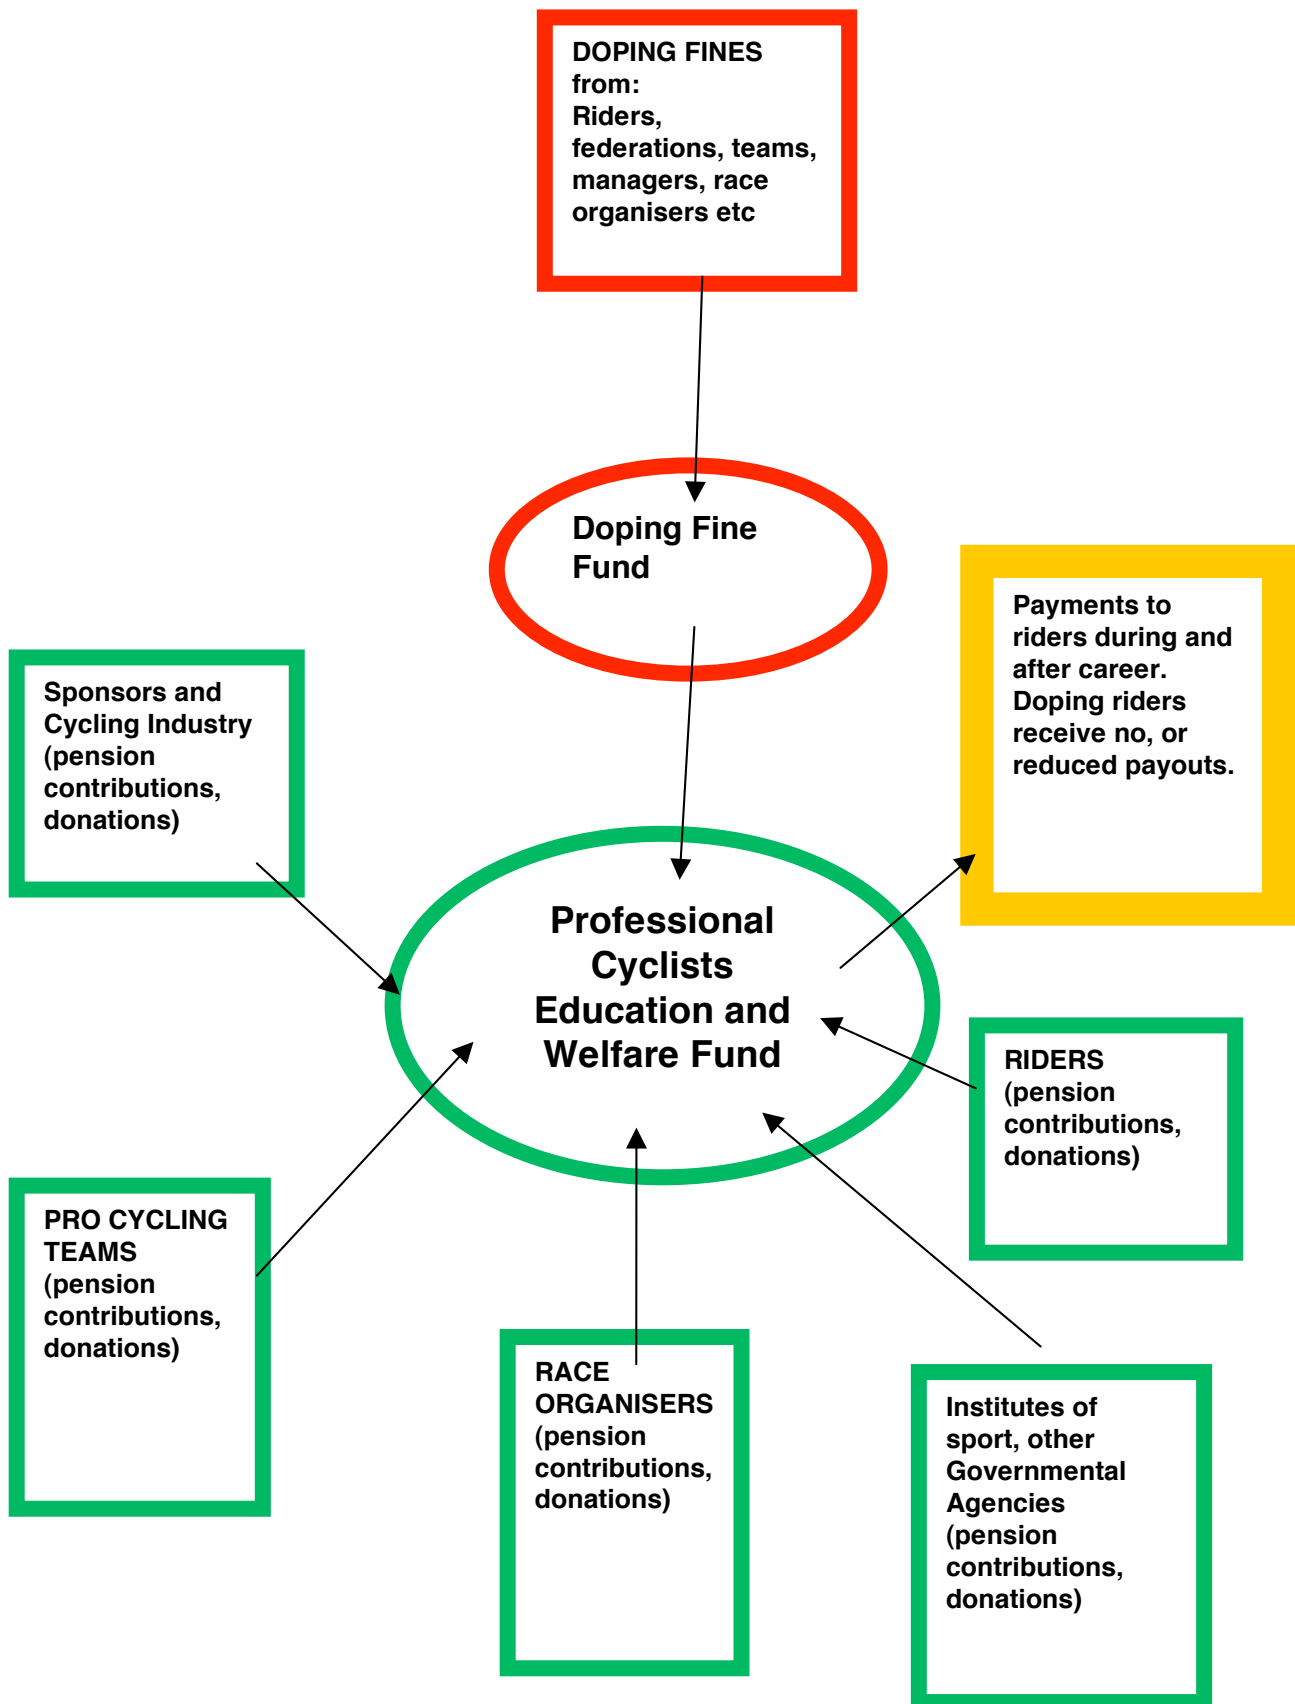 DOPING FINES
from:
Riders,
federations, teams,
managers, race
organisers etc
Doping Fine
Fund
Payments to
riders during and
after career.
Doping riders
receive no, or
reduced payouts.
Sponsors and
Cycling Industry
(pension
contributions,
donations)
Professional
Cyclists
Education and
Welfare Fund
RIDERS
(pension
contributions,
donations)
PRO CYCLING
TEAMS
(pension
contributions,
donations)
RACE
ORGANISERS
(pension
contributions,
donations)
Institutes of
sport, other
Governmental
Agencies
(pension
contributions,
donations)